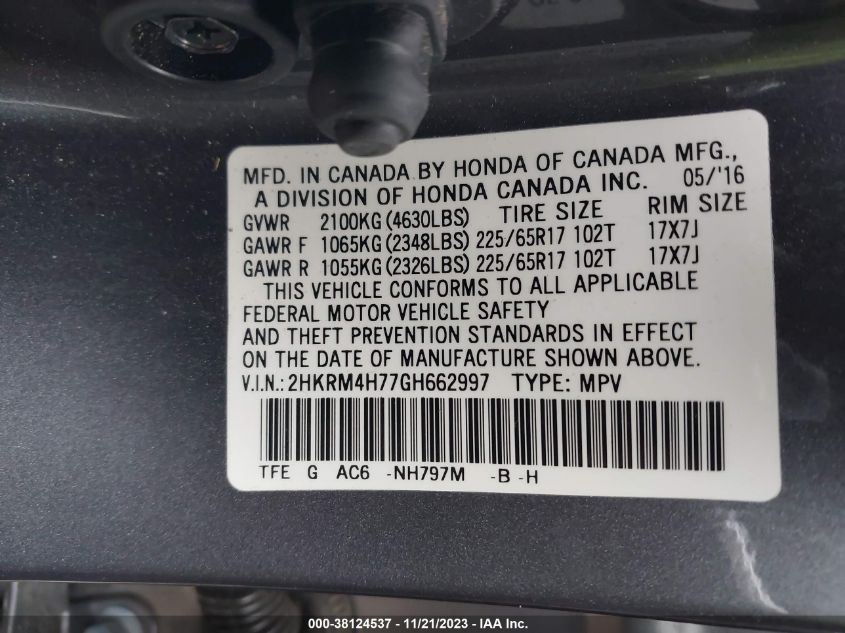 MFD. IN CANADA BY HONDA OF CANADA MFG.,
A DIVISION OF HONDA CANADA INC. 05/'16
GVWR 2100KG (4630LBS) TIRE SIZE RIM SIZE
GAWR F 1065KG (2348LBS) 225/65R17 102T 17X7J
GAWR R 1055KG (2326LBS) 225/65R17 102T 17X7J
THIS VEHICLE CONFORMS TO ALL APPLICABLE
FEDERAL MOTOR VEHICLE SAFETY
AND THEFT PREVENTION STANDARDS IN EFFECT
ON THE DATE OF MANUFACTURE SHOWN ABOVE.
V.I.N.: 2HKRM4H77GH662997 TYPE: MPV
TFE G AC6 -NH797M -B -H
000-38124537 - 11/21/2023 - IAA Inc.